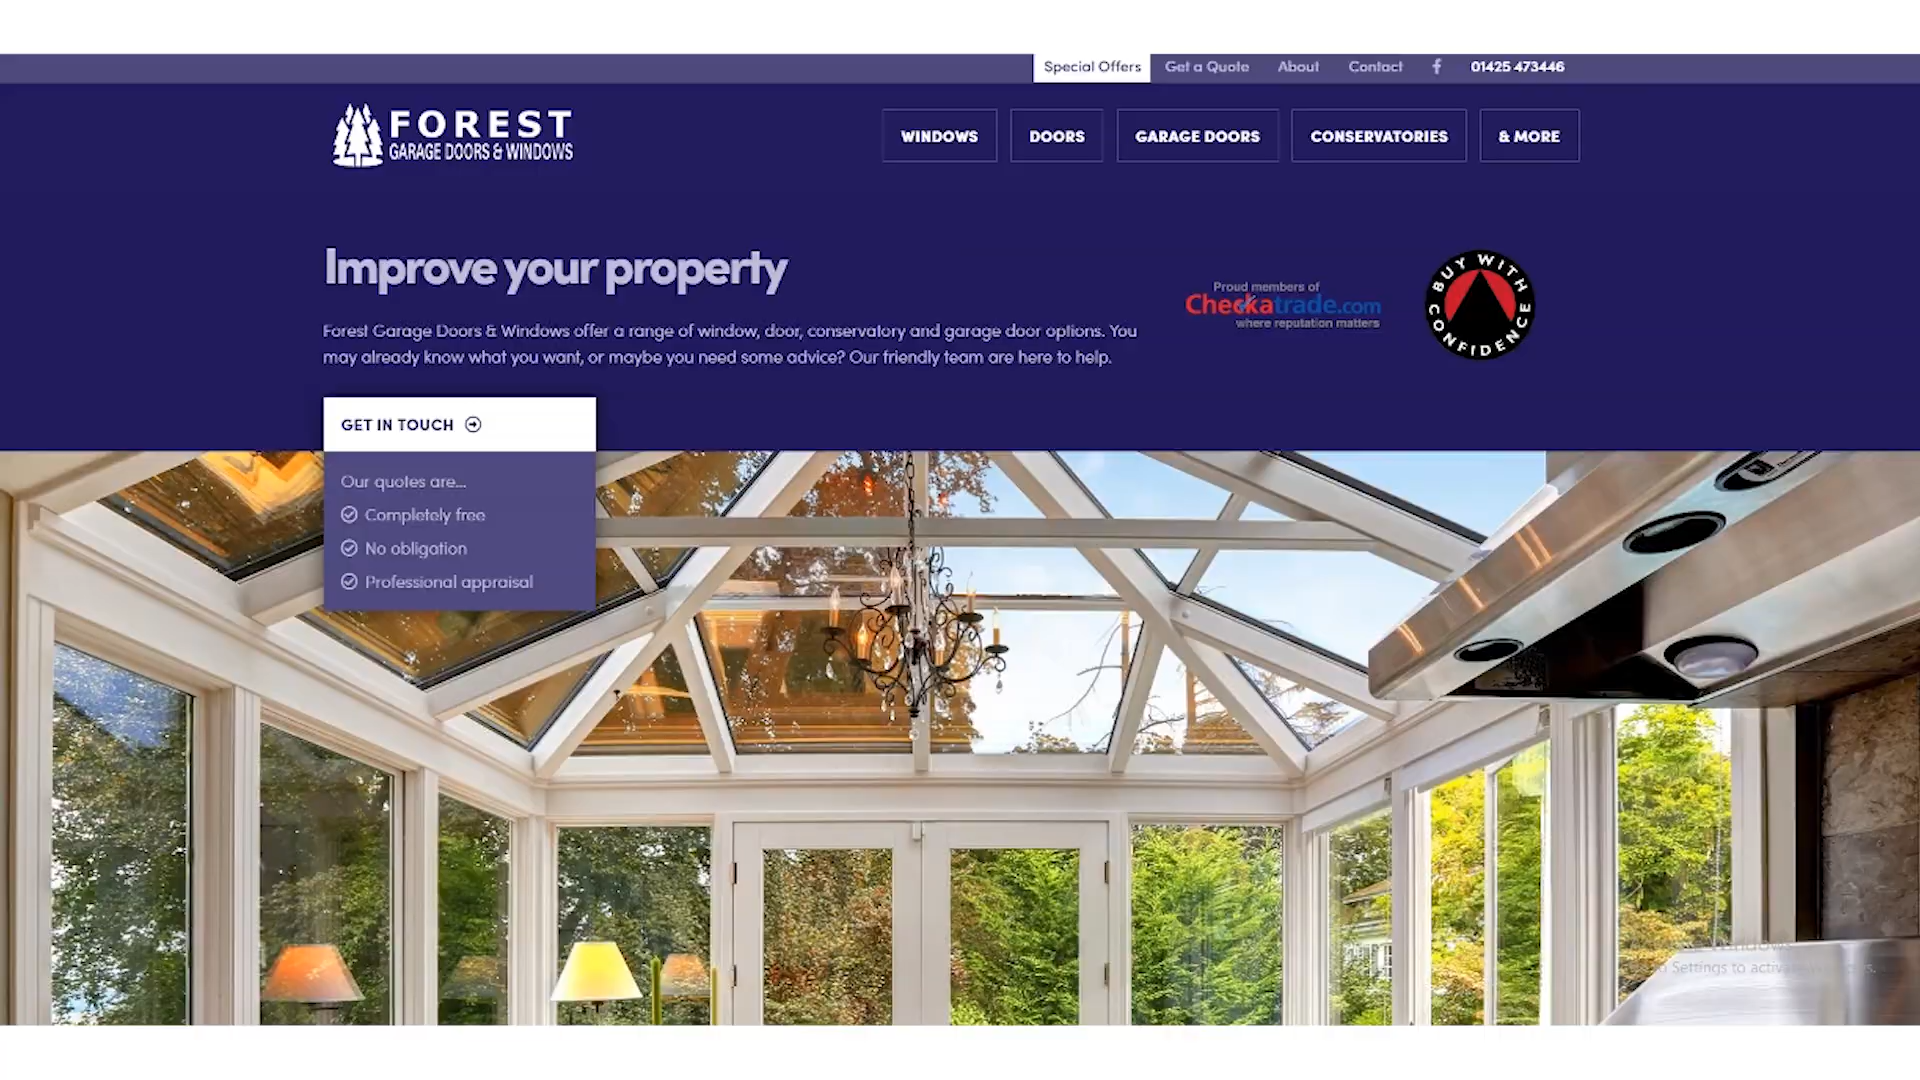 Special Offers Get a Quote About Contact f 01425 473446
FOREST
GARAGE DOORS & WINDOWS
WINDOWS DOORS GARAGE DOORS CONSERVATORIES & MORE
Improve your property
Forest Garage Doors & Windows offer a range of window, door, conservatory and garage door options. You
may already know what you want, or maybe you need some advice? Our friendly team are here to help.
Proud members of
Checkatrade.com
where reputation matters
BUY WITH
CONFIDENCE
GET IN TOUCH
Our quotes are...
Completely free
No obligation
Professional appraisal
Settings to activate